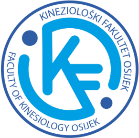 KINEZIOLOŠKI FAKULTET OSIJEK
KF
FACULTY OF KINESIOLOGY OSIJEK